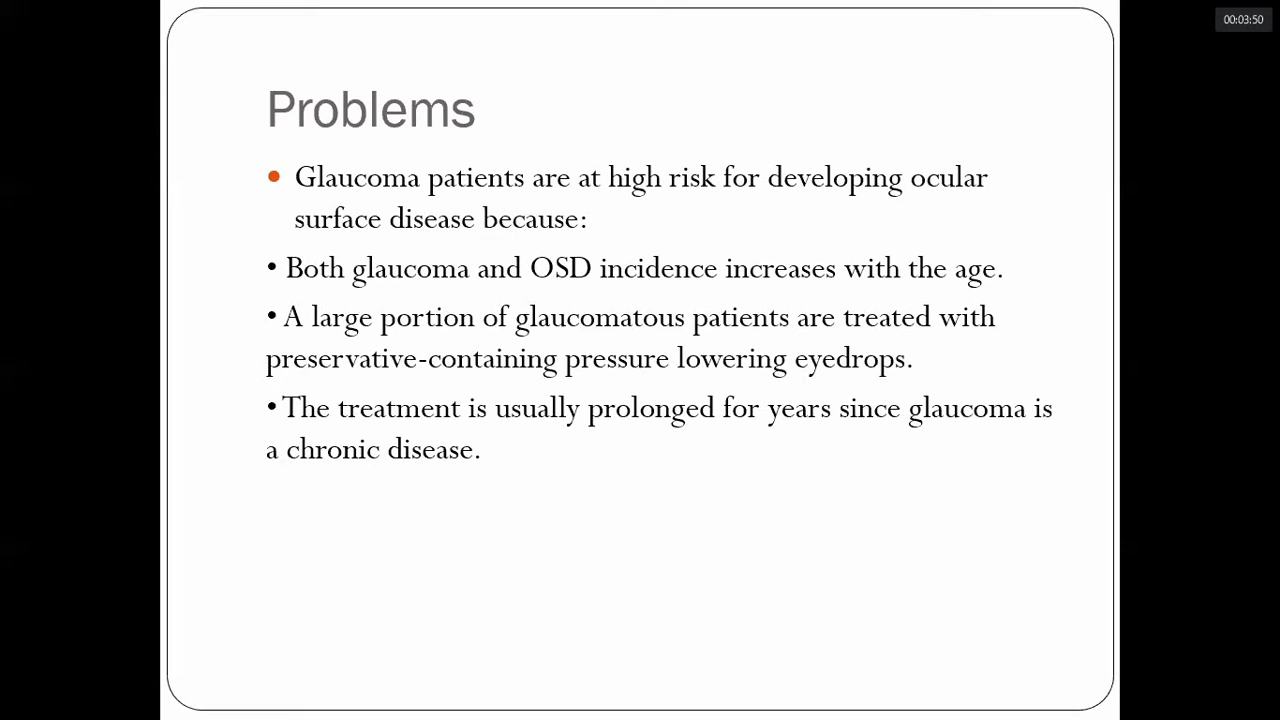 00:03:50
Problems
• Glaucoma patients are at high risk for developing ocular
surface disease because:
• Both glaucoma and OSD incidence increases with the age.
• A large portion of glaucomatous patients are treated with
preservative-containing pressure lowering eyedrops.
• The treatment is usually prolonged for years since glaucoma is
a chronic disease.